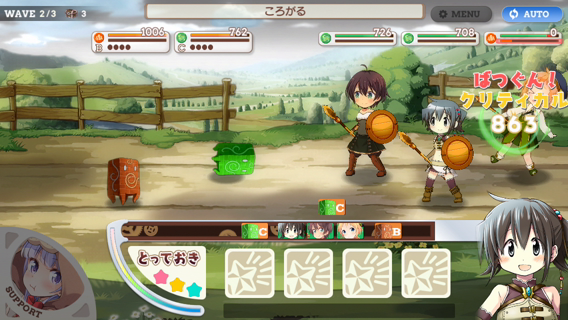 WAVE 2/3 3
ころがる
MENU
AUTO
1006
B
762
C
726
708
0
ばつぐん!
クリティカル
863
C
C
B
とっておき
SUPPORT